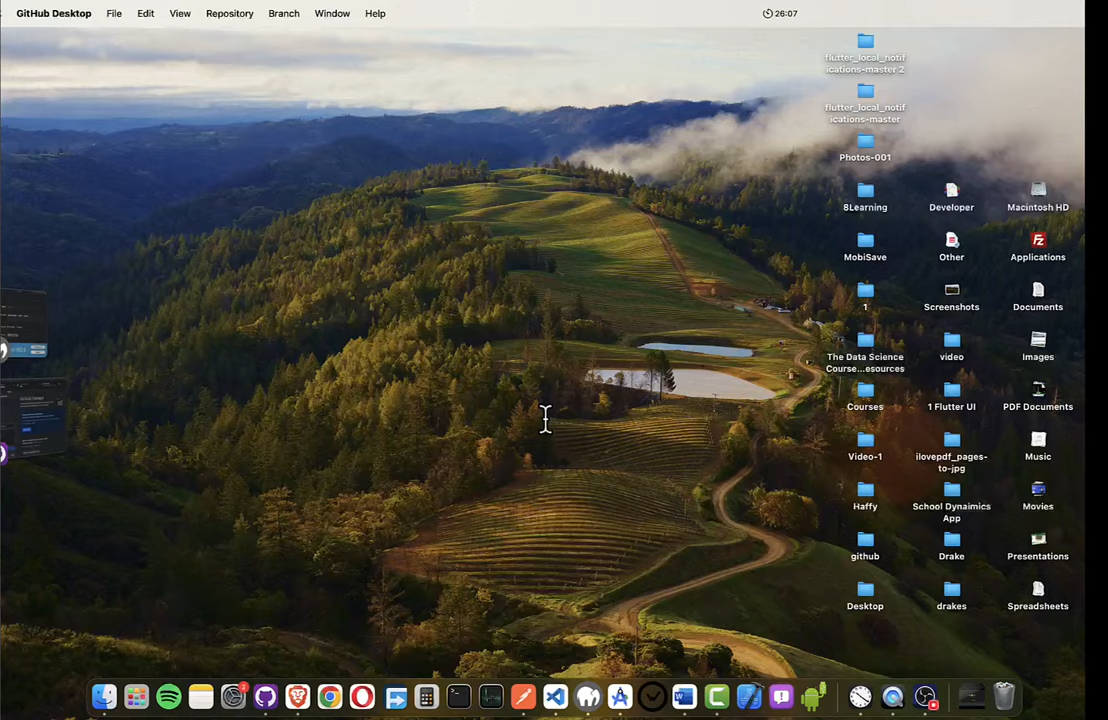 GitHub Desktop File Edit View Repository Branch Window Help 26:07
flutter_local_notif
ications-master 2
flutter_local_notif
ications-master
Photos-001
8Learning Developer Macintosh HD
MobiSave Other Applications
1 Screenshots Documents
The Data Science
Course...esources
video Images
Courses 1 Flutter UI PDF Documents
Video-1 ilovepdf_pages-
to-jpg
Music
Haffy School Dynaimics
App
Movies
github Drake Presentations
Desktop drakes Spreadsheets
2